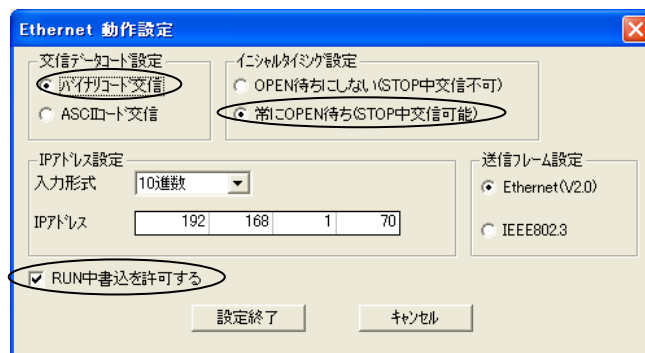 Ethernet 動作設定
交信データコード設定
バイナリコード交信
ASCIIコード交信
イニシャルタイミング設定
OPEN待ちにしない(STOP中交信不可)
常にOPEN待ち(STOP中交信可能)
IPアドレス設定
入力形式 10進数
IPアドレス 192 168 1 70
送信フレーム設定
Ethernet(V2.0)
IEEE802.3
RUN中書込を許可する
設定終了 キャンセル